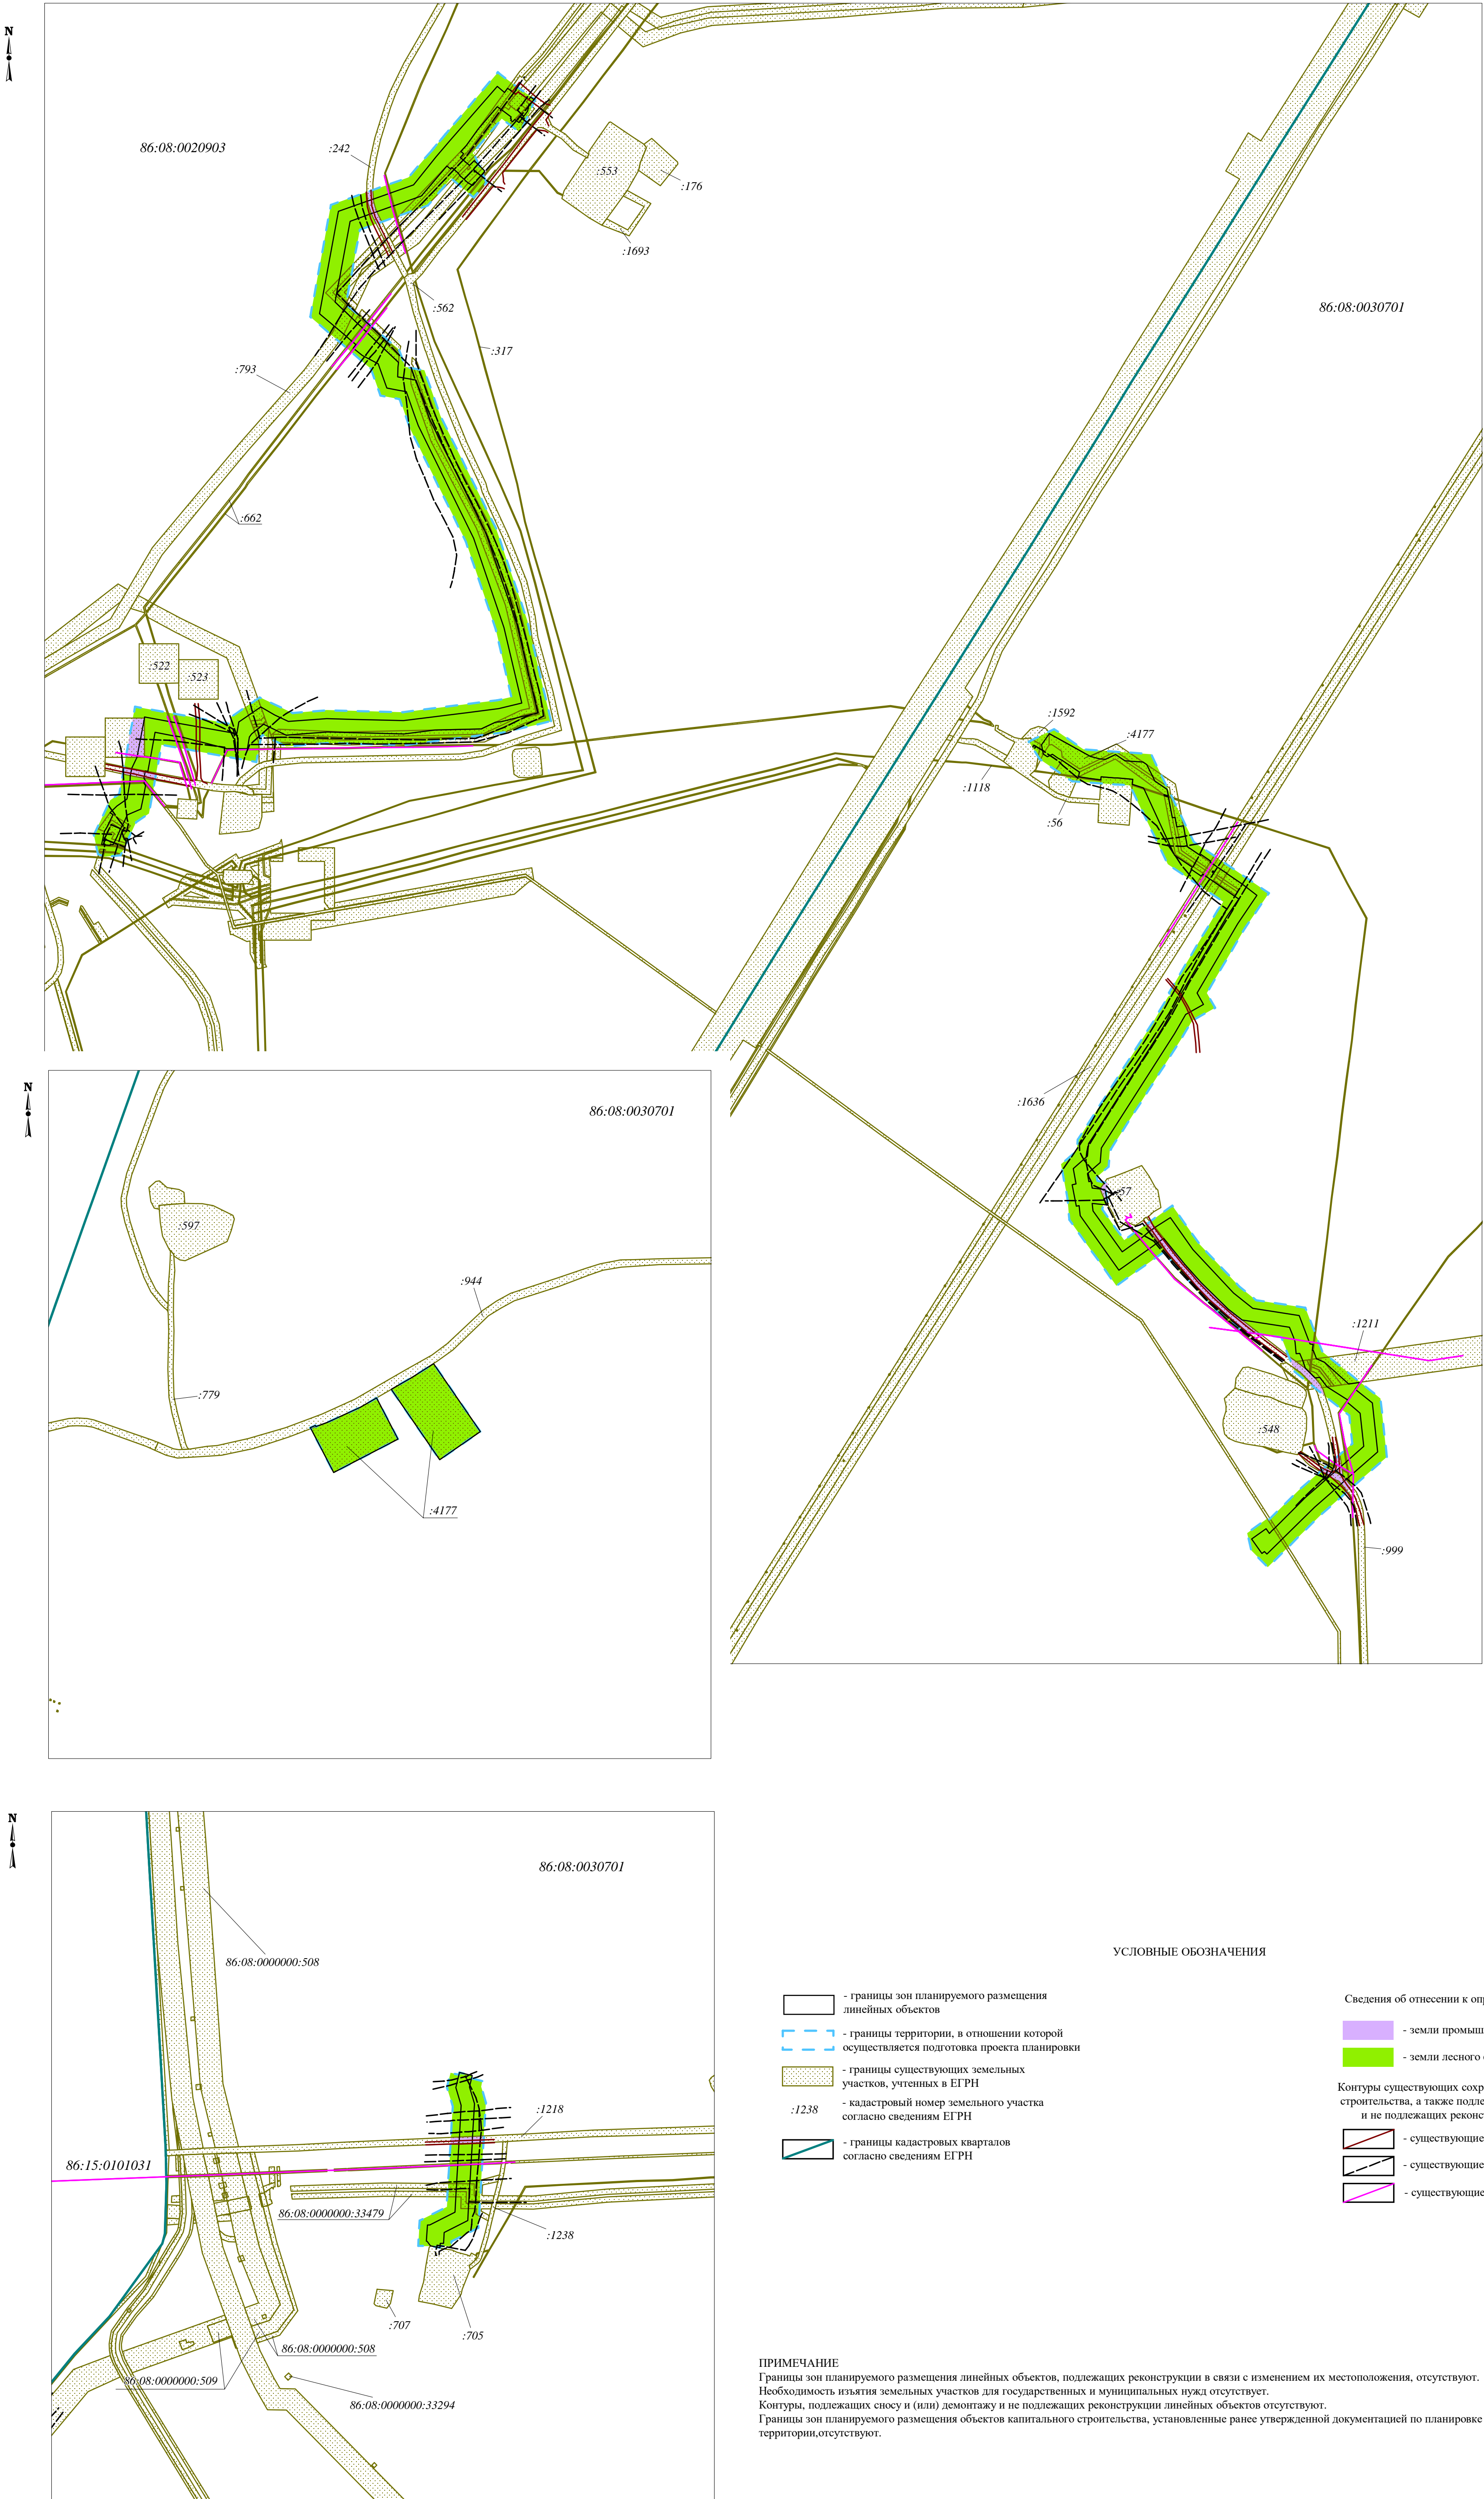 N
86:08:0020903
:242
:553
:176
:1693
:562
:317
:793
:662
:522
:523
86:08:0030701
:1592
:4177
:1118
:56
:1636
:57
:1211
:548
:999
N
86:08:0030701
:597
:944
:779
:4177
N
86:08:0030701
86:08:0000000:508
:1218
86:15:0101031
86:08:0000000:33479
:1238
:707
:705
86:08:0000000:508
86:08:0000000:509
86:08:0000000:33294
УСЛОВНЫЕ ОБОЗНАЧЕНИЯ
- границы зон планируемого размещения
линейных объектов
- границы территории, в отношении которой
осуществляется подготовка проекта планировки
- границы существующих земельных
участков, учтенных в ЕГРН
:1238
- кадастровый номер земельного участка
согласно сведениям ЕГРН
- границы кадастровых кварталов
согласно сведениям ЕГРН
Сведения об отнесении к
- земли
- земли лесного
Контуры существующих
строительства, а также
и не подлежащих
- существующие
- существующие
- существующие
ПРИМЕЧАНИЕ
Границы зон планируемого размещения линейных объектов, подлежащих реконструкции в связи с изменением их местоположения, отсутствуют.
Необходимость изъятия земельных участков для государственных и муниципальных нужд отсутствует.
Контуры, подлежащих сносу и (или) демонтажу и не подлежащих реконструкции линейных объектов отсутствуют.
Границы зон планируемого размещения объектов капитального строительства, установленные ранее утвержденной документацией по планировке
территории,отсутствуют.